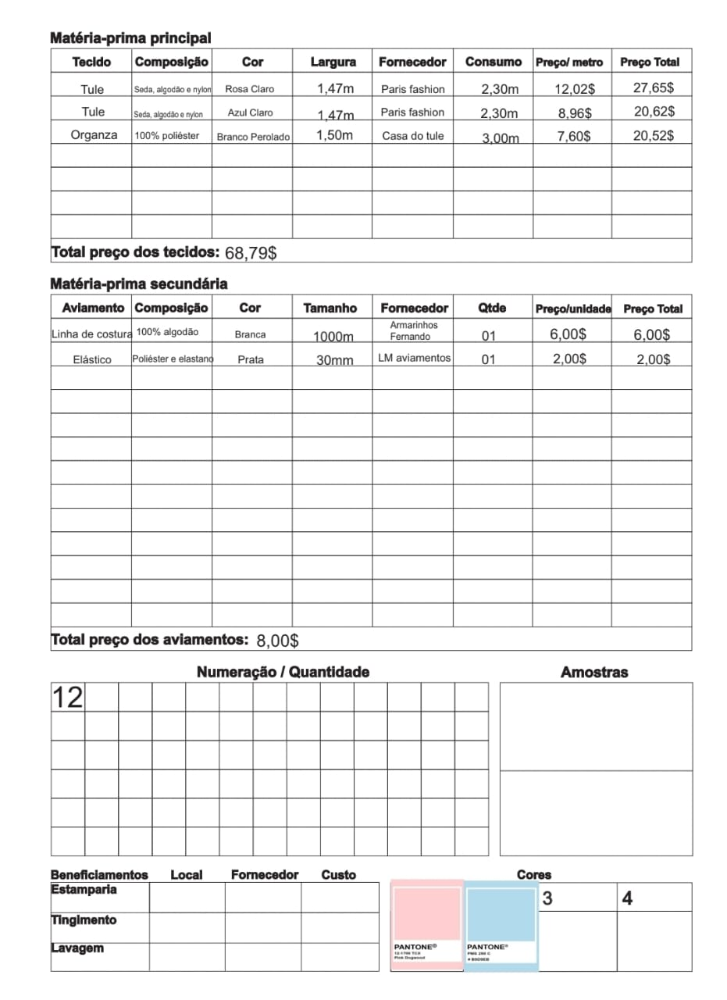 Matéria-prima principal
Tecido Composição Cor Largura Fornecedor Consumo Preço/ metro Preço Total
Tule Seda, algodão e nylon Rosa Claro 1,47m Paris fashion 2,30m 12,02$ 27,65$
Tule Seda, algodão e nylon Azul Claro 1,47m Paris fashion 2,30m 8,96$ 20,62$
Organza 100% poliéster Branco Perolado 1,50m Casa do tule 3,00m 7,60$ 20,52$
Total preço dos tecidos: 68,79$
Matéria-prima secundária
Aviamento Composição Cor Tamanho Fornecedor Qtde Preço/unidade Preço Total
Linha de costura 100% algodão Branca 1000m Armarinhos Fernando 01 6,00$ 6,00$
Elástico Poliéster e elastano Prata 30mm LM aviamentos 01 2,00$ 2,00$
Total preço dos aviamentos: 8,00$
Numeração / Quantidade Amostras
12
Beneficiamentos Local Fornecedor Custo Cores
Estamparia 3 4
Tingimento
Lavagem
PANTONE® PANTONE®
Pink Dogwood